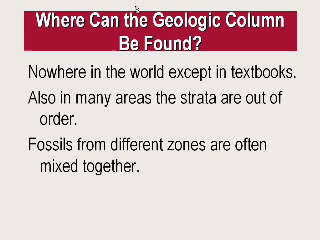 Where Can the Geologic Column
Be Found?
Nowhere in the world except in textbooks.
Also in many areas the strata are out of
order.
Fossils from different zones are often
mixed together.